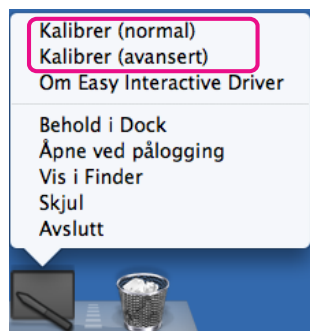 Kalibrer (normal)
Kalibrer (avansert)
Om Easy Interactive Driver
Behold i Dock
Åpne ved pålogging
Vis i Finder
Skjul
Avslutt